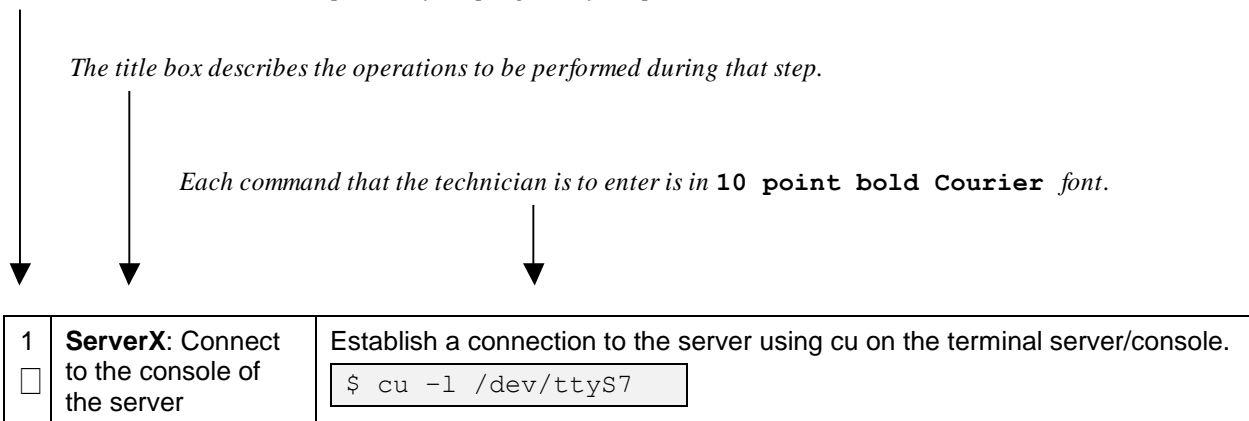 The title box describes the operations to be performed during that step.
Each command that the technician is to enter is in 10 point bold Courier font.
1 ServerX: Connect
to the console of
the server
Establish a connection to the server using cu on the terminal server/console.
$ cu –l /dev/ttyS7